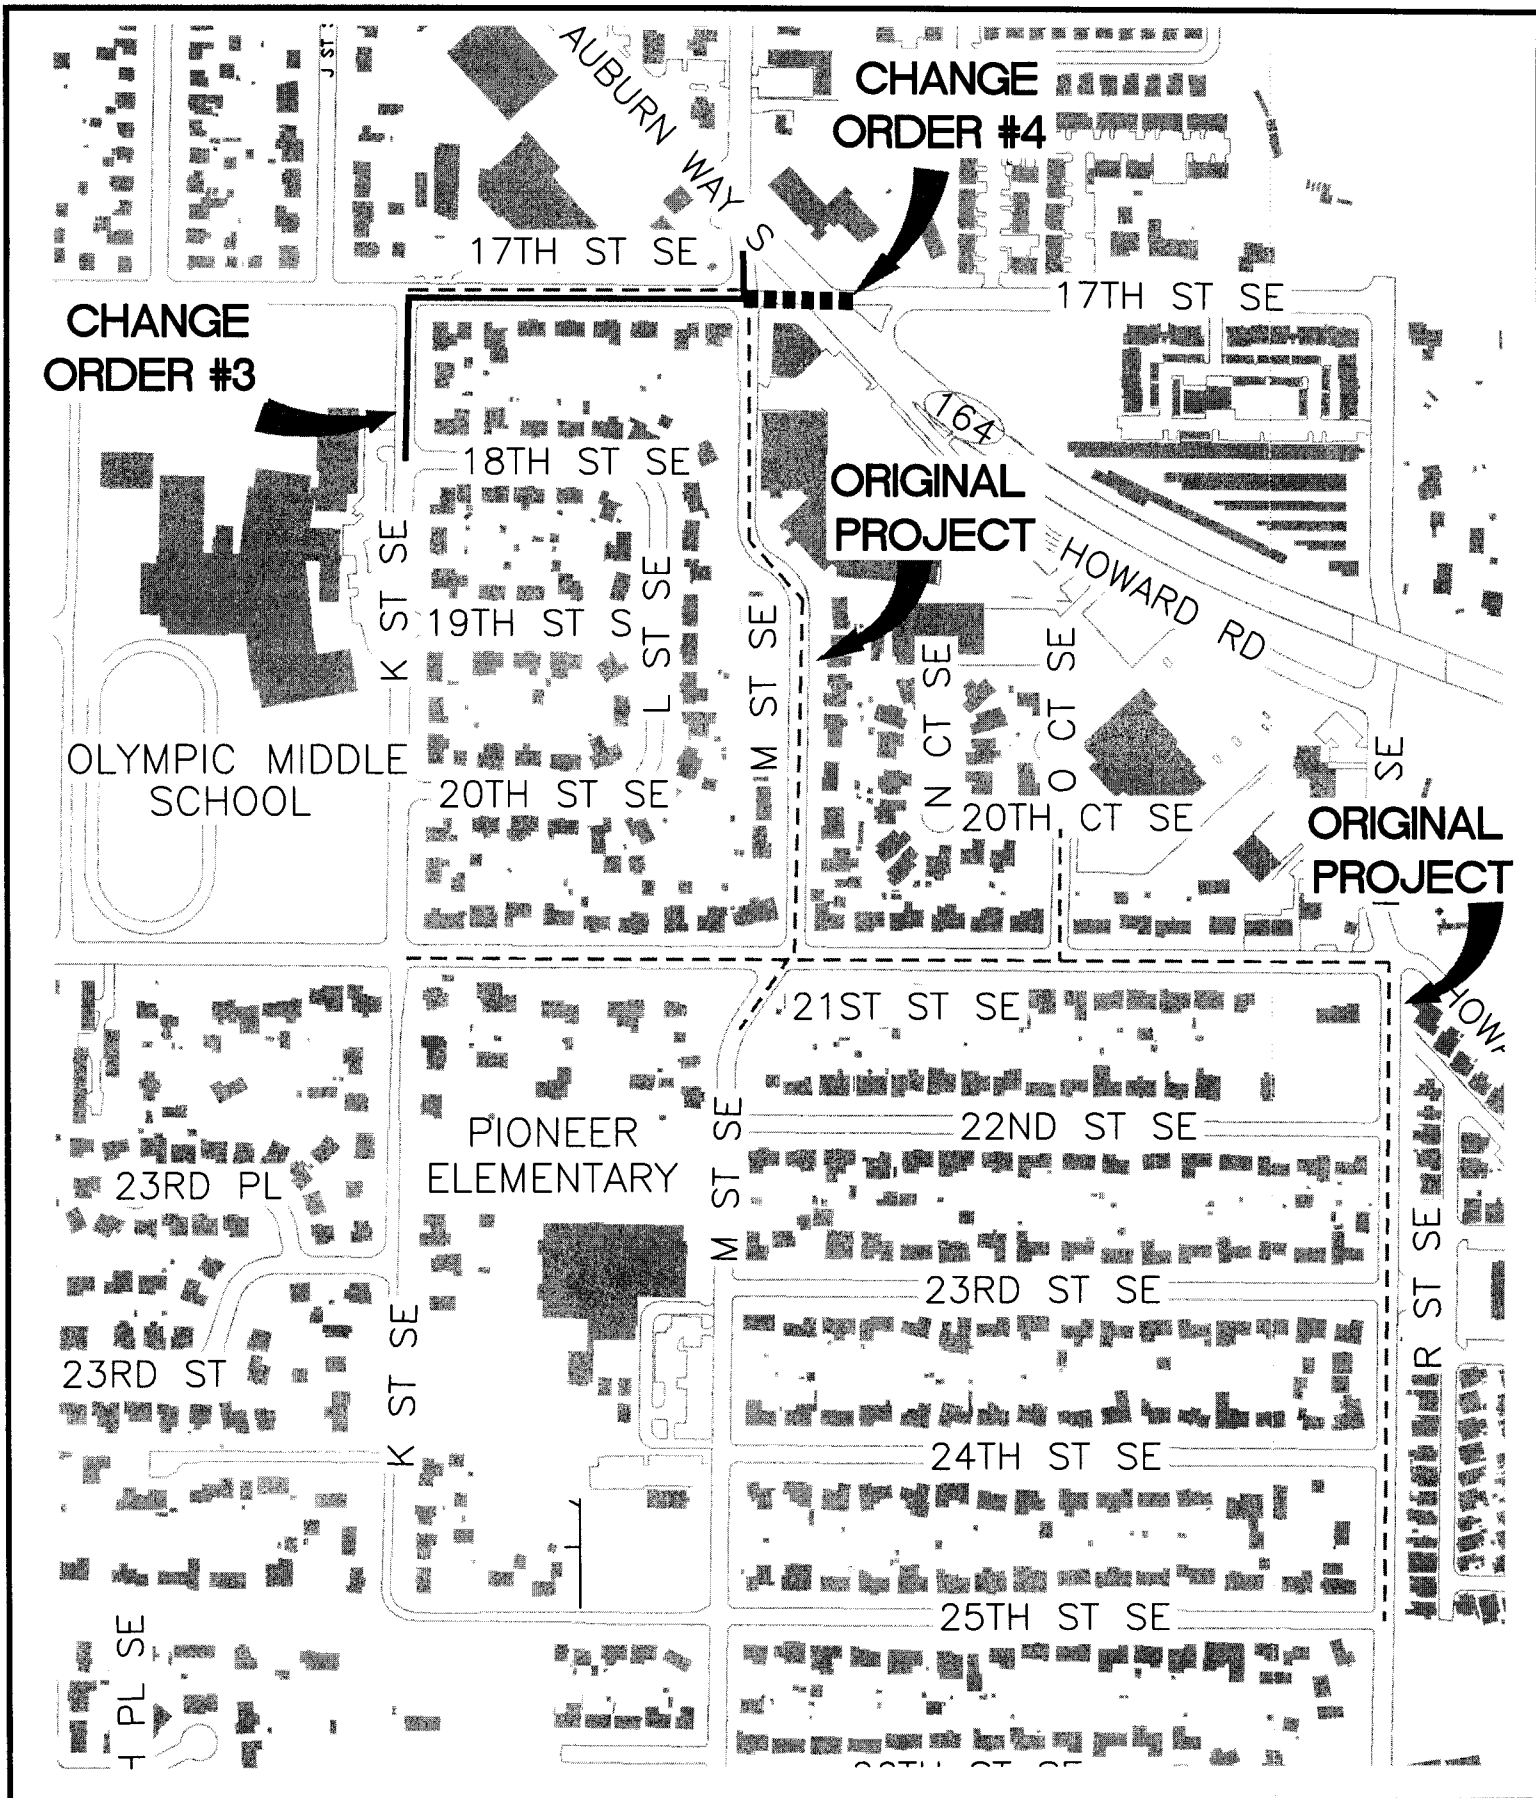 J ST
AUBURN WAY S
CHANGE
ORDER #4
17TH ST SE
17TH ST SE
CHANGE
ORDER #3
164
18TH ST SE
ORIGINAL
PROJECT
K ST SE
L ST SE
HOWARD RD
19TH ST S
M ST SE
N CT SE
O CT SE
OLYMPIC MIDDLE
SCHOOL
SE
20TH ST SE
20TH CT SE
ORIGINAL
PROJECT
21ST ST SE
PIONEER
ELEMENTARY
M ST SE
22ND ST SE
23RD PL
R ST SE
23RD ST SE
K ST SE
23RD ST
24TH ST SE
25TH ST SE
PL SE